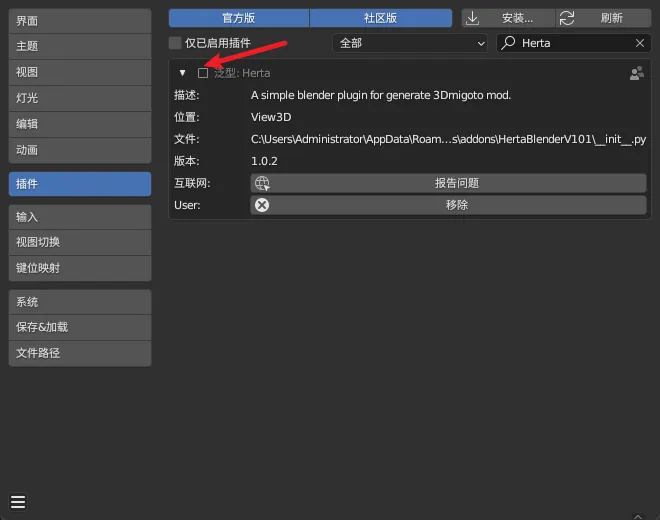 界面
主题
视图
灯光
编辑
动画
插件
输入
视图切换
键位映射
系统
保存&加载
文件路径
官方版 社区版 安装... 刷新
仅已启用插件 全部 Herta
泛型: Herta
描述: A simple blender plugin for generate 3Dmigoto mod.
位置: View3D
文件: C:\Users\Administrator\AppData\Roam...s\addons\HertaBlenderV101\__init__.py
版本: 1.0.2
互联网: 报告问题
User: 移除